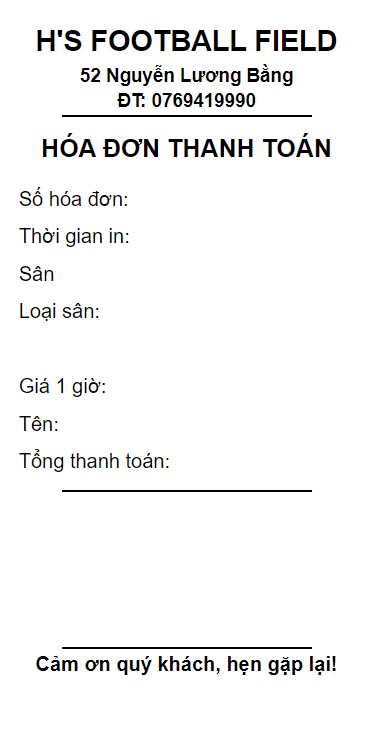 H'S FOOTBALL FIELD
52 Nguyễn Lương Bằng
ĐT: 0769419990
HÓA ĐƠN THANH TOÁN
Số hóa đơn:
Thời gian in:
Sân
Loại sân:
Giá 1 giờ:
Tên:
Tổng thanh toán:
Cảm ơn quý khách, hẹn gặp lại!